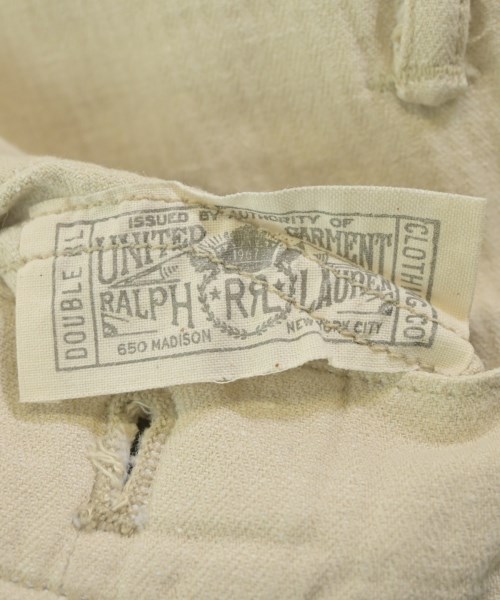 DOUBLE RL
ISSUED BY AUTHORITY OF
UNITED GARMENT
RALPH RRL LAUREN
650 MADISON NEW YORK CITY
CLOTHING CO